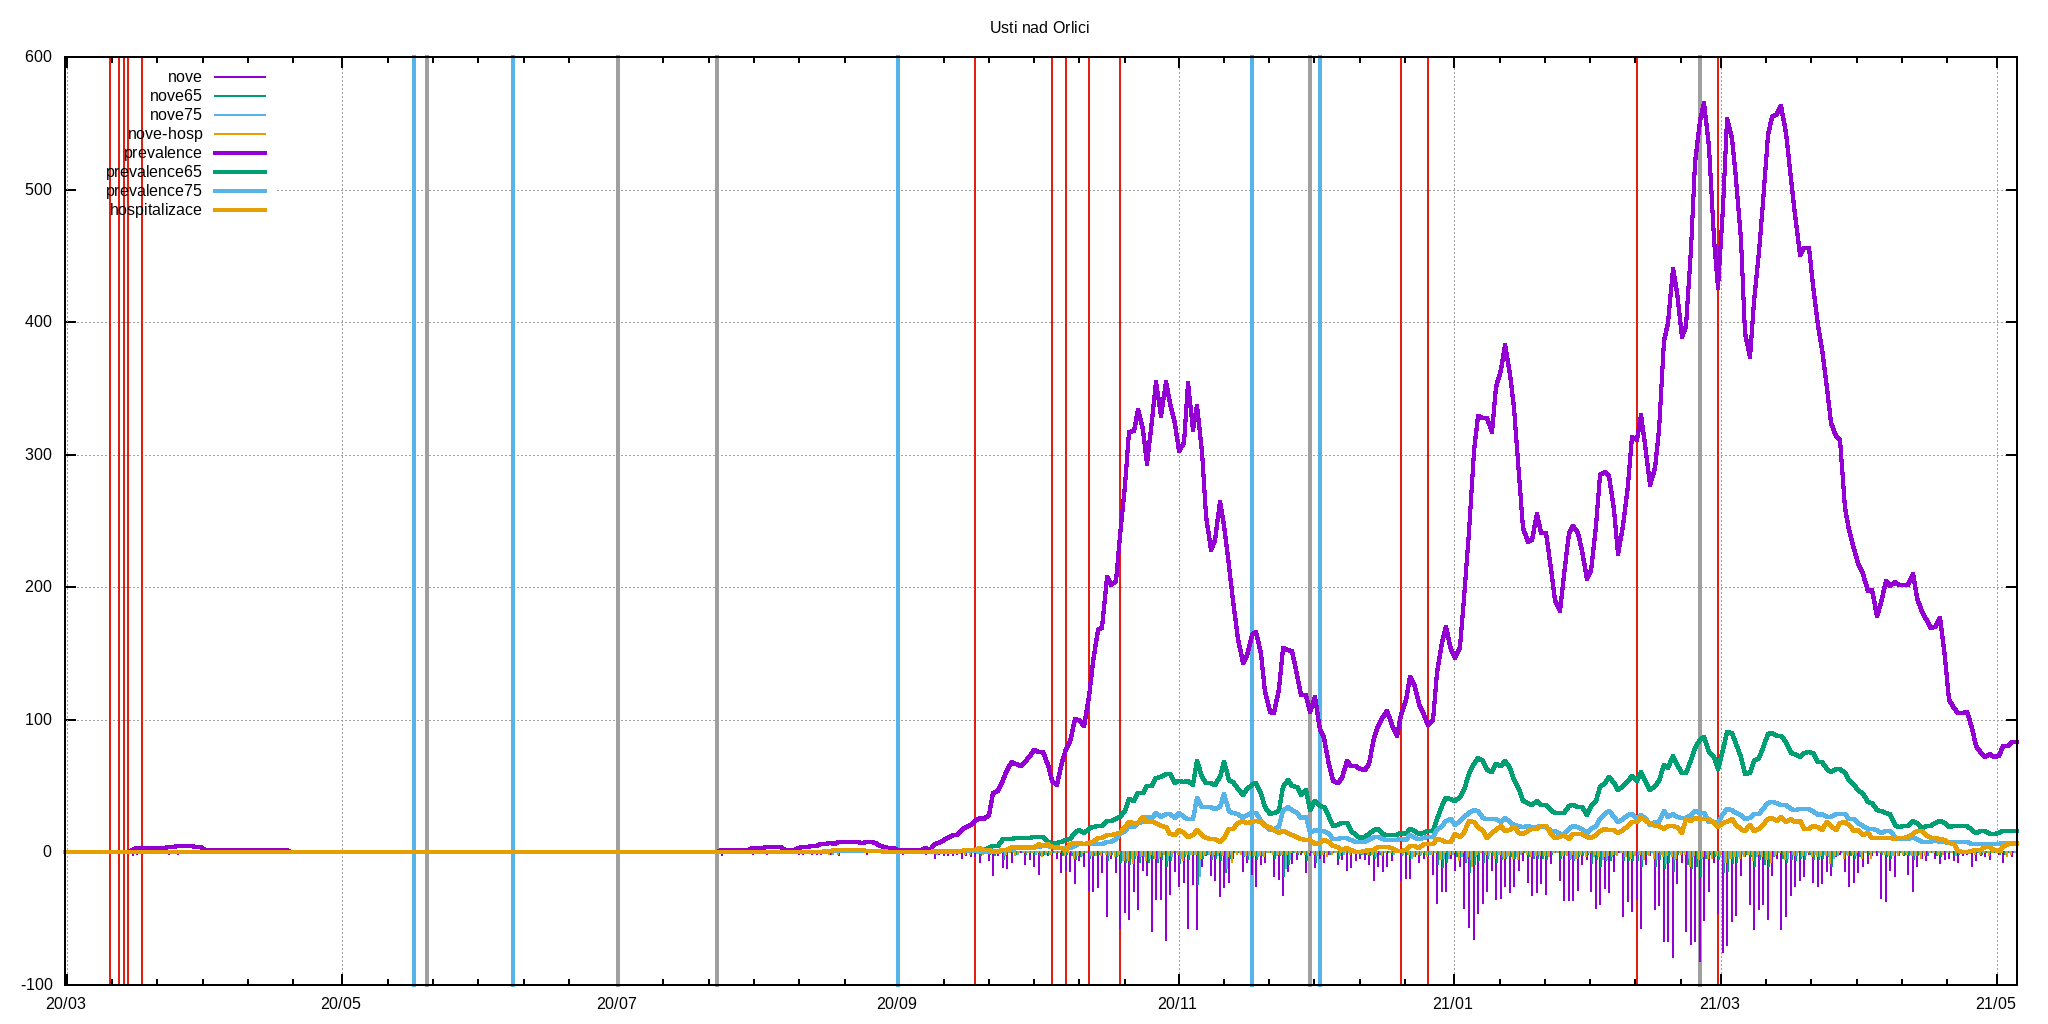 Usti nad Orlici
600
500
400
300
200
100
0
-100
nove
nove65
nove75
nove-hosp
prevalence
prevalence65
prevalence75
hospitalizace
20/03 20/05 20/07 20/09 20/11 21/01 21/03 21/05